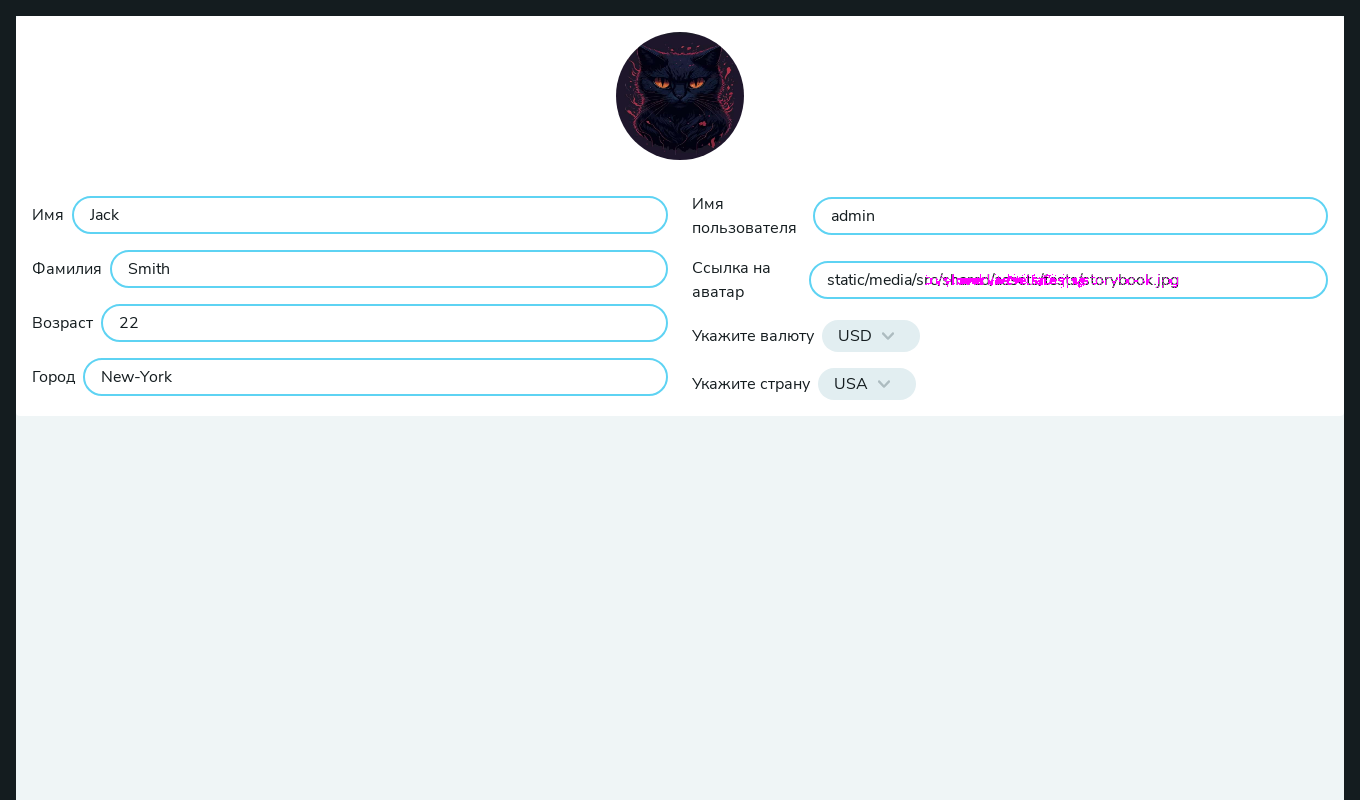 Имя Jack
Фамилия Smith
Возраст 22
Город New-York
Имя
пользователя admin
Ссылка на
аватар static/media/src/shared/assets/tests/storybook.jpg
Укажите валюту USD
Укажите страну USA